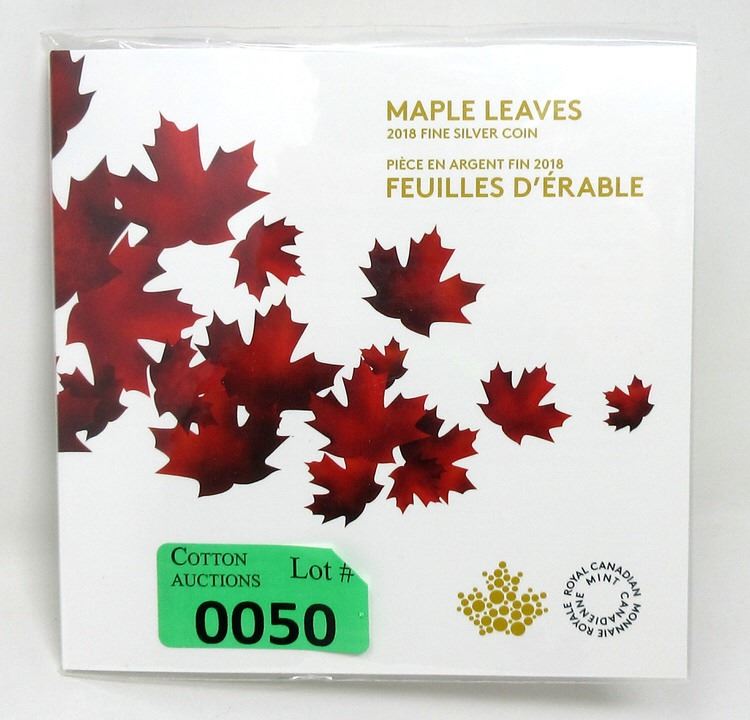 MAPLE LEAVES
2018 FINE SILVER COIN
PIÈCE EN ARGENT FIN 2018
FEUILLES D'ÉRABLE
COTTON
AUCTIONS
Lot #
0050
ROYAL CANADIAN MINT
MONNAIE ROYALE CANADIENNE